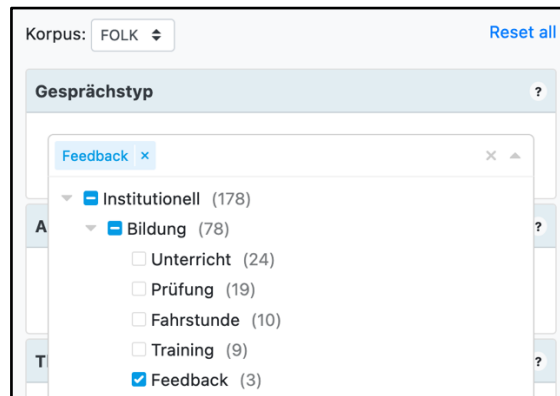 Korpus: FOLK Reset all
Gesprächstyp ?
Feedback ×
Institutionell (178)
A Bildung (78) ?
Unterricht (24)
Prüfung (19)
Fahrstunde (10)
Training (9)
Feedback (3) ?